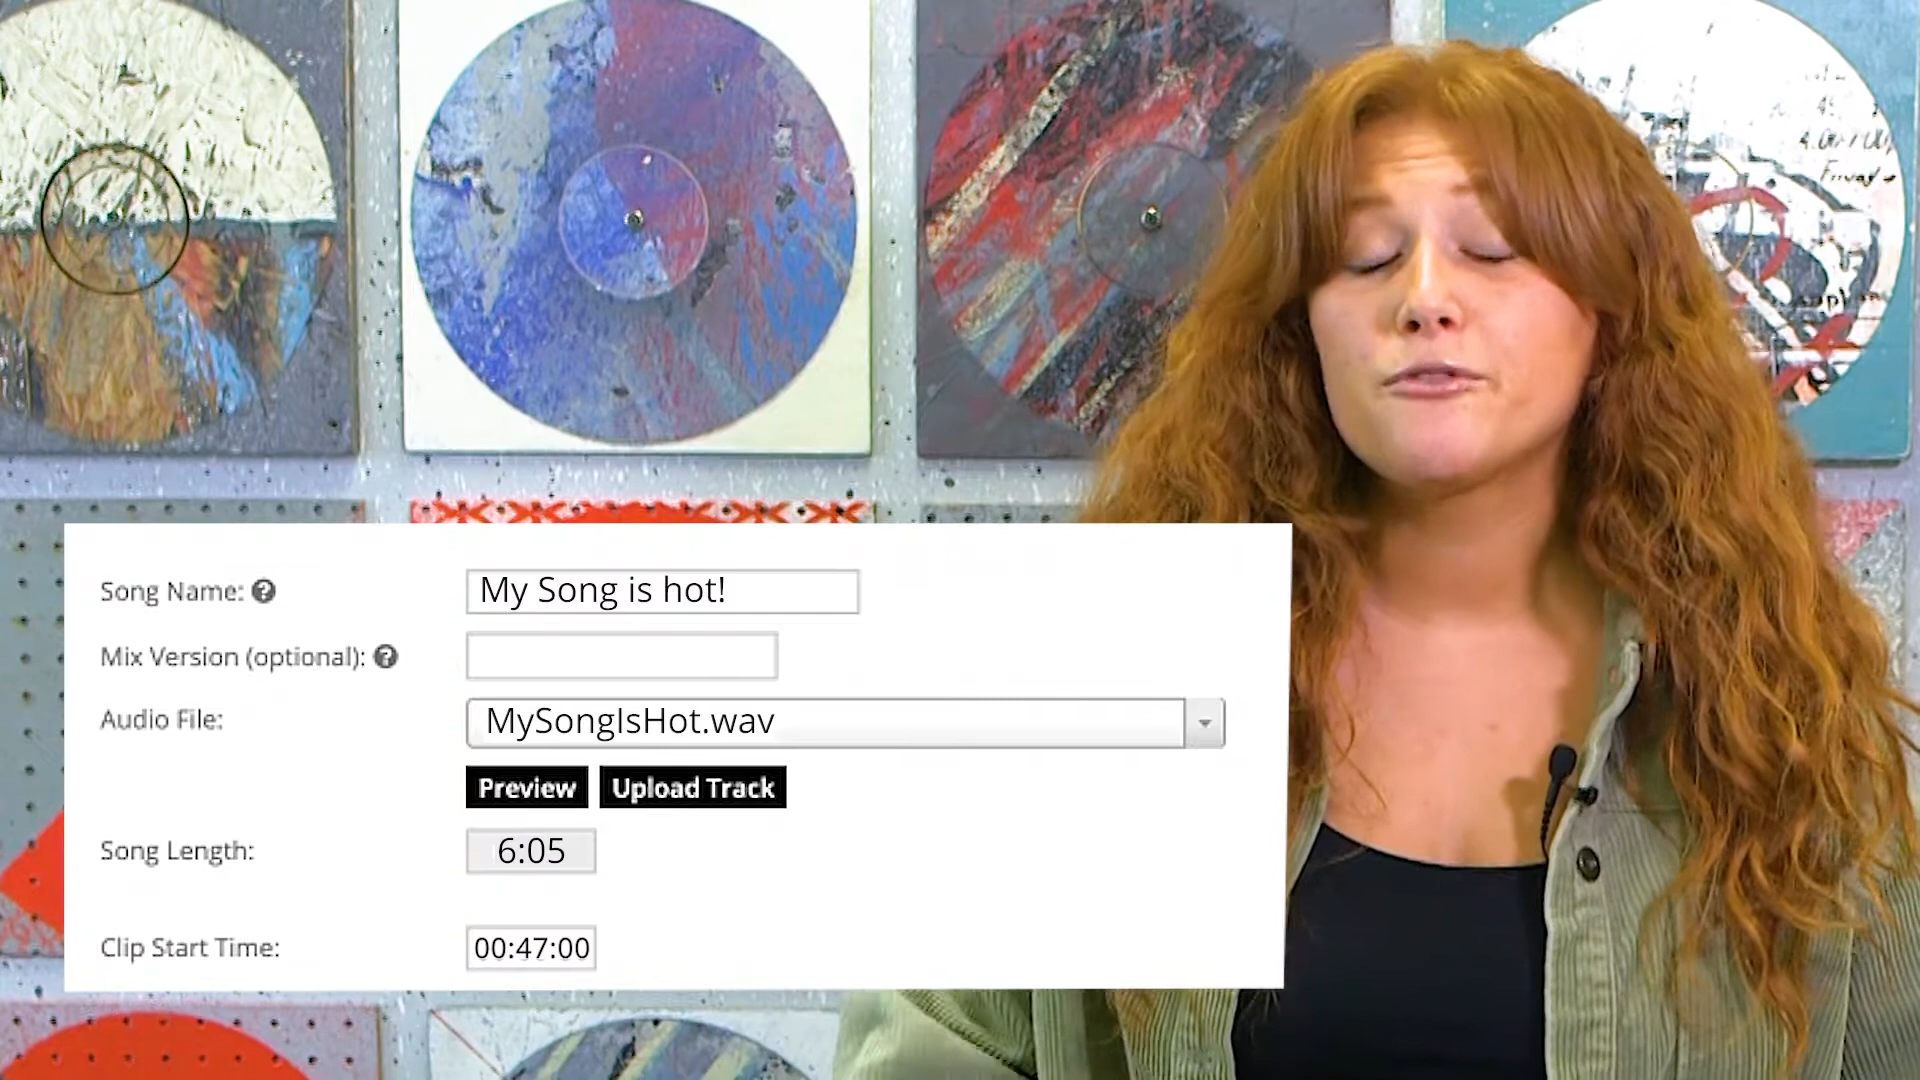 Song Name:
My Song is hot!
Mix Version (optional):
Audio File:
MySongIsHot.wav
Preview
Upload Track
Song Length:
6:05
Clip Start Time:
00:47:00